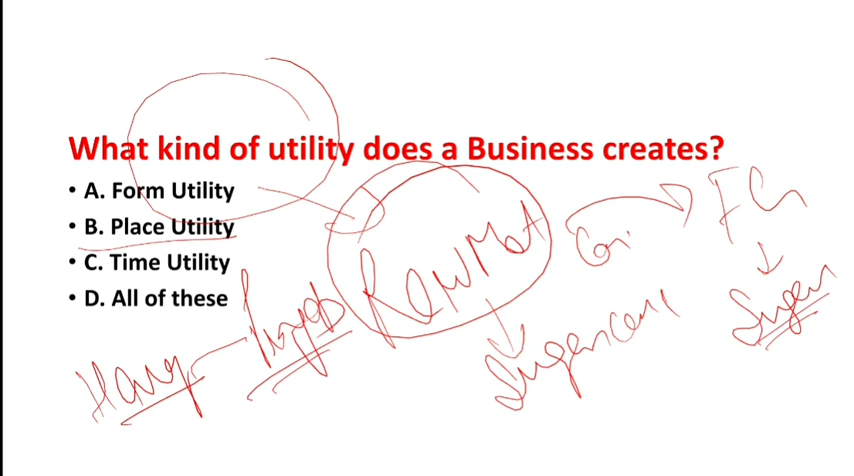 What kind of utility does a Business creates?
• A. Form Utility
• B. Place Utility
• C. Time Utility
• D. All of these
Raw Mat
FG
Sugarcane
Sugar